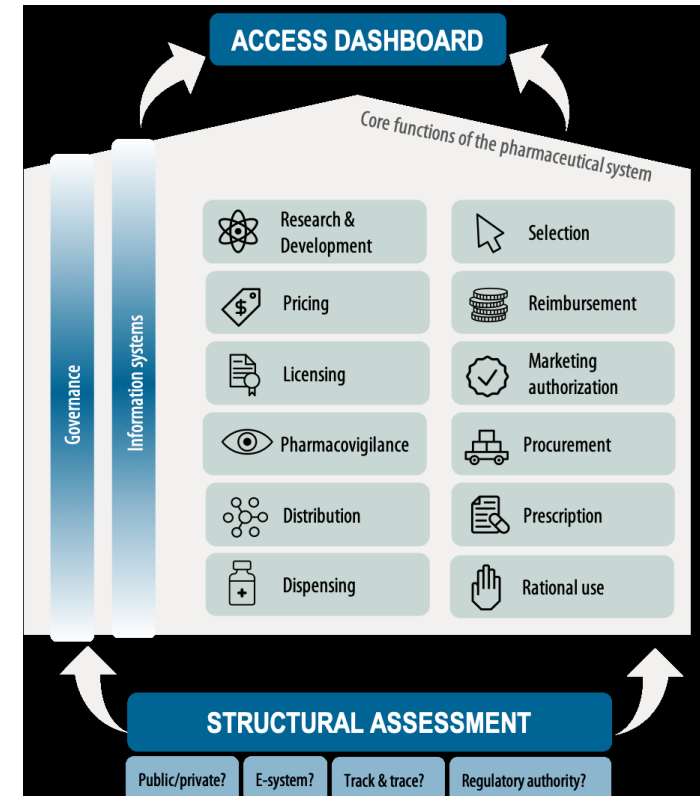 ACCESS DASHBOARD
Core functions of the pharmaceutical system
Governance
Information systems
Research &
Development
Selection
Pricing
Reimbursement
Licensing
Marketing
authorization
Pharmacovigilance
Procurement
Distribution
Prescription
Dispensing
Rational use
STRUCTURAL ASSESSMENT
Public/private?
E-system?
Track & trace?
Regulatory authority?